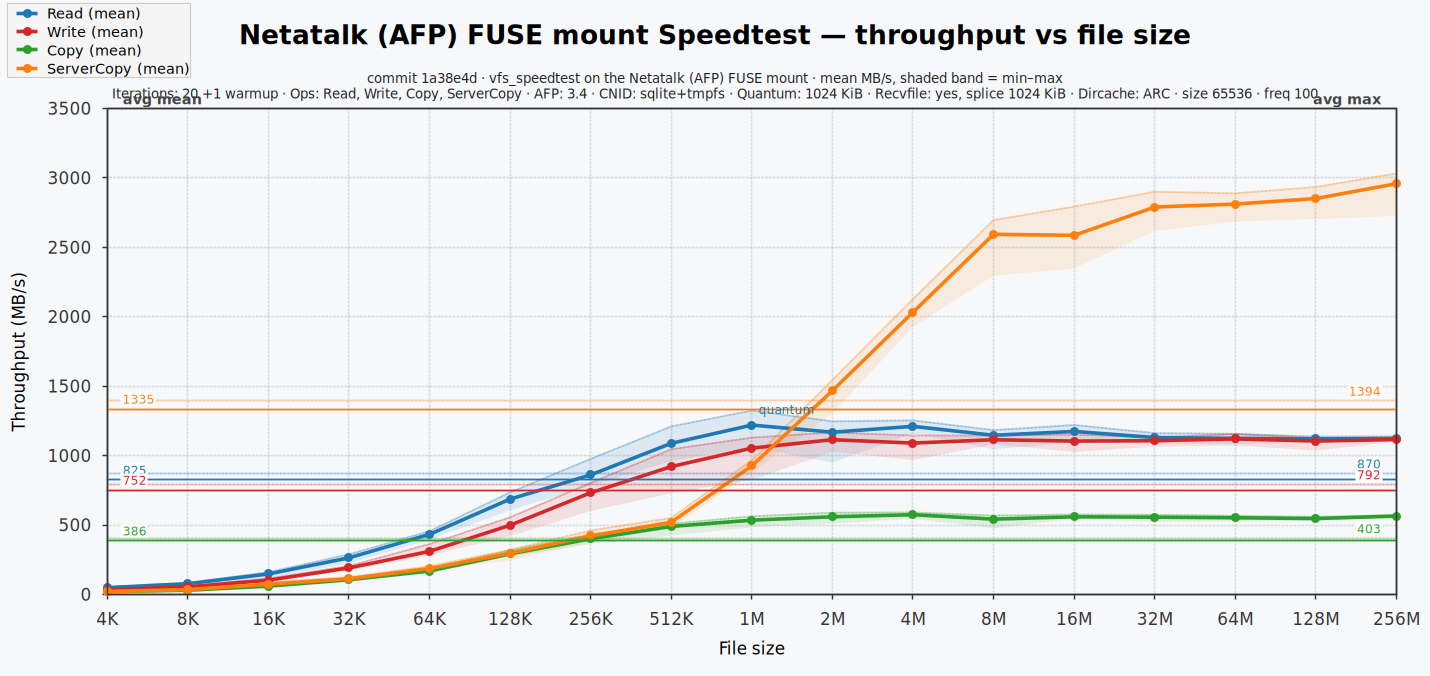 Read (mean)
Write (mean)
Copy (mean)
ServerCopy (mean)
Netatalk (AFP) FUSE mount Speedtest — throughput vs file size
commit 1a38e4d · vfs_speedtest on the Netatalk (AFP) FUSE mount · mean MB/s, shaded band = min–max
Iterations: 20 +1 warmup · Ops: Read, Write, Copy, ServerCopy · AFP: 3.4 · CNID: sqlite+tmpfs · Quantum: 1024 KiB · Recvfile: yes, splice 1024 KiB · Dircache: ARC · size 65536 · freq 100
avg mean
avg max
3500
3000
2500
2000
1500
1000
500
0
Throughput (MB/s)
1335
1394
quantum
825
870
752
792
386
403
4K 8K 16K 32K 64K 128K 256K 512K 1M 2M 4M 8M 16M 32M 64M 128M 256M
File size